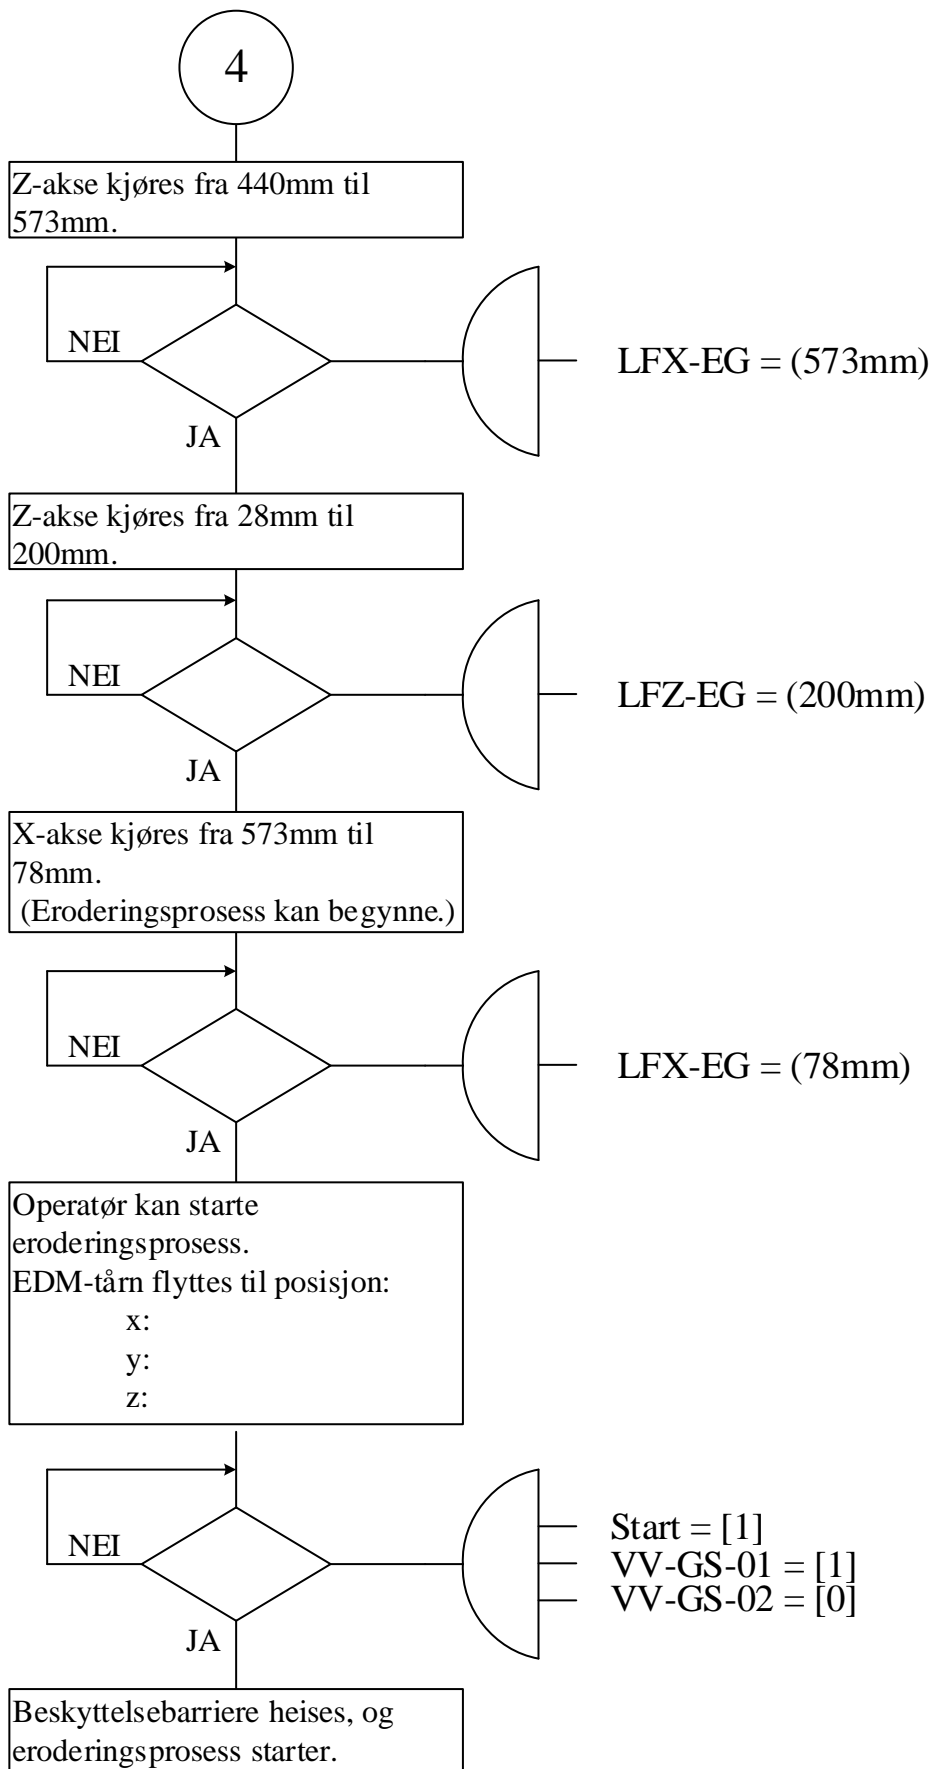 4
Z-akse kjøres fra 440mm til
573mm.
NEI
LFX-EG = (573mm)
JA
Z-akse kjøres fra 28mm til
200mm.
NEI
LFZ-EG = (200mm)
JA
X-akse kjøres fra 573mm til
78mm.
(Eroderingsprosess kan begynne.)
NEI
LFX-EG = (78mm)
JA
Operatør kan starte
eroderingsprosess.
EDM-tårn flyttes til posisjon:
x:
y:
z:
Start = [1]
NEI
VV-GS-01 = [1]
VV-GS-02 = [0]
JA
Beskyttelsebarriere heises, og
eroderingsprosess starter.